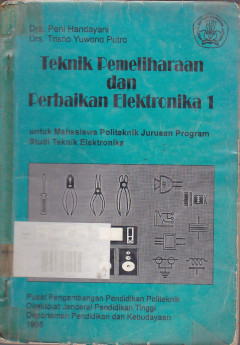 Dra. Peni Handayani
Drs. Trisno Yuwono Putro
Teknik Pemeliharaan
dan
Perbaikan Elektronika 1
untuk Mahasiswa Politeknik Jurusan Program
Studi Teknik Elektronika
Pusat Pengembangan Pendidikan Politeknik
Direktorat Jenderal Pendidikan Tinggi
Departemen Pendidikan dan Kebudayaan